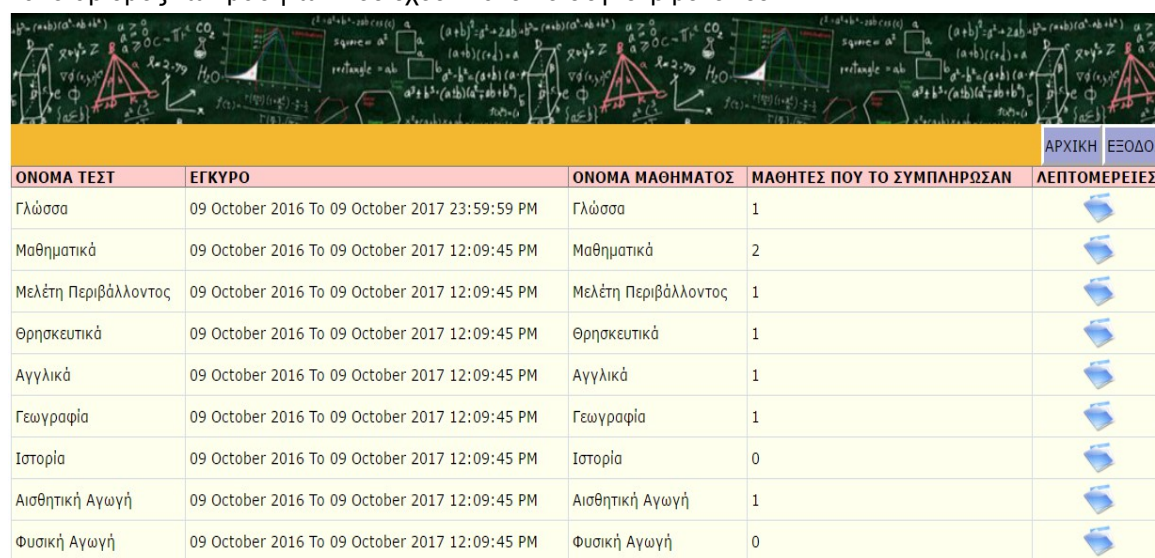 ΑΡΧΙΚΗ ΕΞΟΔΟ
ΟΝΟΜΑ ΤΕΣΤ ΕΓΚΥΡΟ ΟΝΟΜΑ ΜΑΘΗΜΑΤΟΣ ΜΑΘΗΤΕΣ ΠΟΥ ΤΟ ΣΥΜΠΛΗΡΩΣΑΝ ΛΕΠΤΟΜΕΡΕΙΕΣ
Γλώσσα 09 October 2016 To 09 October 2017 23:59:59 PM Γλώσσα 1
Μαθηματικά 09 October 2016 To 09 October 2017 12:09:45 PM Μαθηματικά 2
Μελέτη Περιβάλλοντος 09 October 2016 To 09 October 2017 12:09:45 PM Μελέτη Περιβάλλοντος 1
Θρησκευτικά 09 October 2016 To 09 October 2017 12:09:45 PM Θρησκευτικά 1
Αγγλικά 09 October 2016 To 09 October 2017 12:09:45 PM Αγγλικά 1
Γεωγραφία 09 October 2016 To 09 October 2017 12:09:45 PM Γεωγραφία 1
Ιστορία 09 October 2016 To 09 October 2017 12:09:45 PM Ιστορία 0
Αισθητική Αγωγή 09 October 2016 To 09 October 2017 12:09:45 PM Αισθητική Αγωγή 1
Φυσική Αγωγή 09 October 2016 To 09 October 2017 12:09:45 PM Φυσική Αγωγή 0